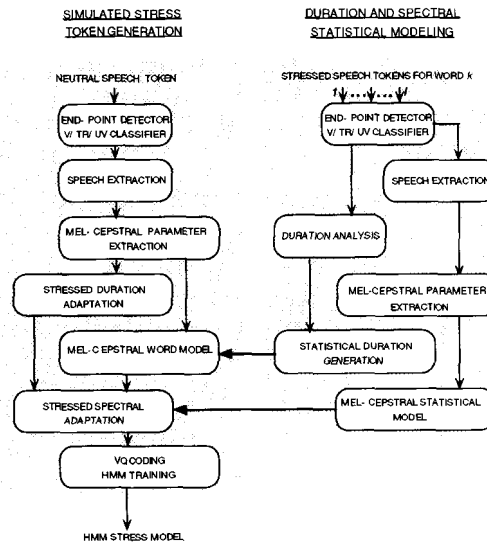 SIMULATED STRESS
TOKEN GENERATION
NEUTRAL SPEECH TOKEN
END- POINT DETECTOR
V/ TR/ UV CLASSIFIER
SPEECH EXTRACTION
MEL- CEPSTRAL PARAMETER
EXTRACTION
STRESSED DURATION
ADAPTATION
MEL-CEPSTRAL WORD MODEL
STRESSED SPECTRAL
ADAPTATION
VQ CODING
HMM TRAINING
HMM STRESS MODEL
DURATION AND SPECTRAL
STATISTICAL MODELING
STRESSED SPEECH TOKENS FOR WORD k
1 ..... J
END- POINT DETECTOR
V/ TR/ UV CLASSIFIER
SPEECH EXTRACTION
DURATION ANALYSIS
MEL-CEPSTRAL PARAMETER
EXTRACTION
STATISTICAL DURATION
GENERATION
MEL- CEPSTRAL STATISTICAL
MODEL